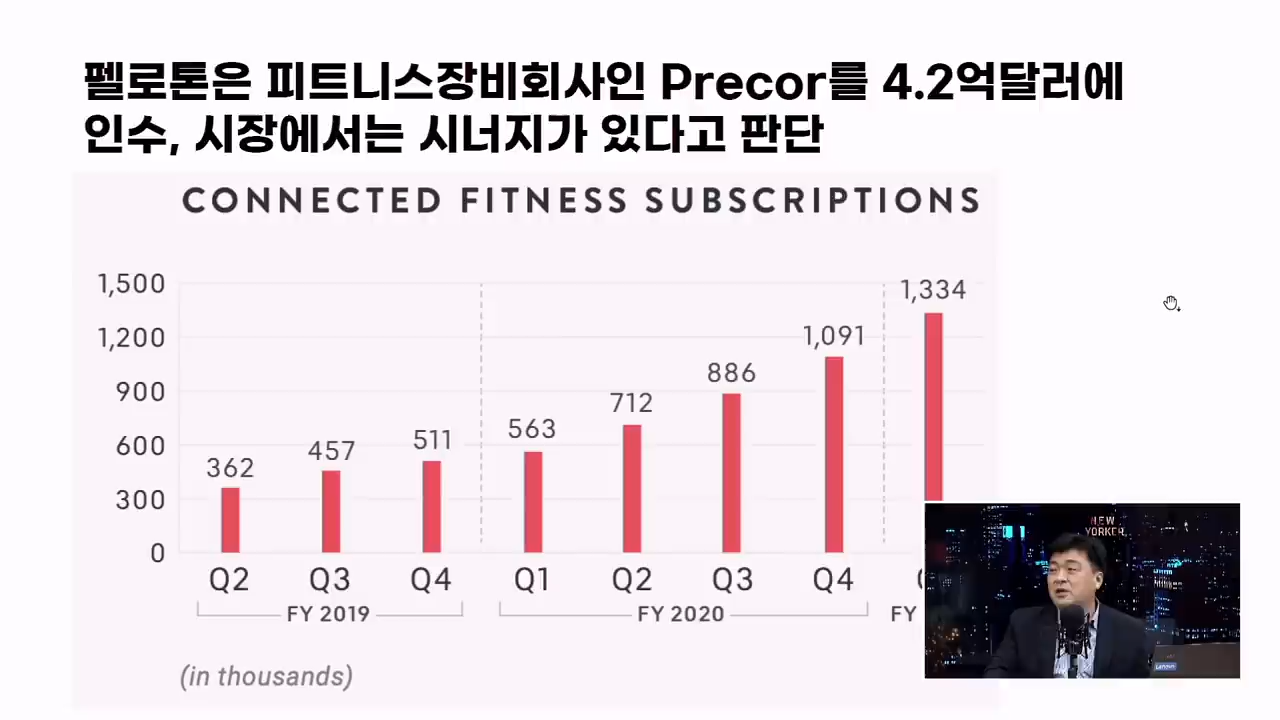 펠로톤은 피트니스장비회사인 Precor를 4.2억달러에
인수, 시장에서는 시너지가 있다고 판단
CONNECTED FITNESS SUBSCRIPTIONS
1,500
1,200
900
600
300
0
362
457
511
563
712
886
1,091
1,334
Q2 Q3 Q4 Q1 Q2 Q3 Q4
FY 2019 FY 2020 FY
(in thousands)
NEW
YORKER
Lenovo